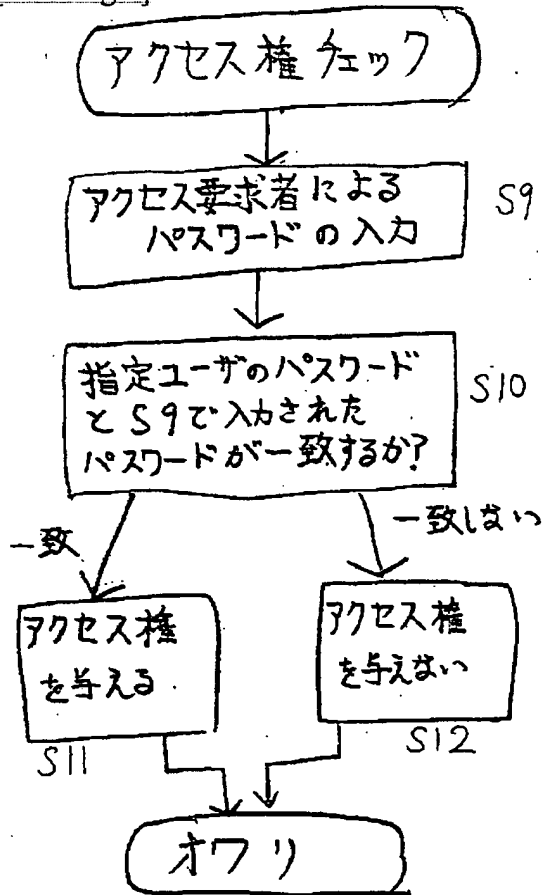 アクセス権チェック
アクセス要求者による
パスワードの入力
S9
指定ユーザのパスワード
とS9で入力された
パスワードが一致するか?
S10
一致
一致しない
アクセス権
を与える
S11
アクセス権
を与えない
S12
オワリ